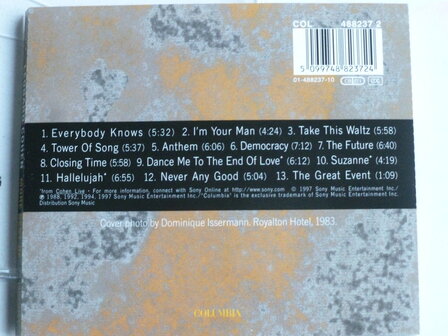 COL 488237 2
5 099748 823724
01-488237-10
1. Everybody Knows (5:32) 2. I'm Your Man (4:24) 3. Take This Waltz (5:58)
4. Tower Of Song (5:37) 5. Anthem (6:06) 6. Democracy (7:12) 7. The Future (6:40)
8. Closing Time (5:58) 9. Dance Me To The End Of Love* (6:12) 10. Suzanne* (4:19)
11. Hallelujah* (6:55) 12. Never Any Good (5:04) 13. The Great Event (1:09)
*from Cohen Live - For more information, connect with Sony Online at http://www.sony.com © 1997 Sony Music Entertainment Inc./
℗ 1988, 1992, 1994, 1997 Sony Music Entertainment Inc./"Columbia" is the exclusive trademark of Sony Music Entertainment Inc.
Distribution Sony Music
Cover photo by Dominique Issermann. Royalton Hotel, 1983.
COLUMBIA